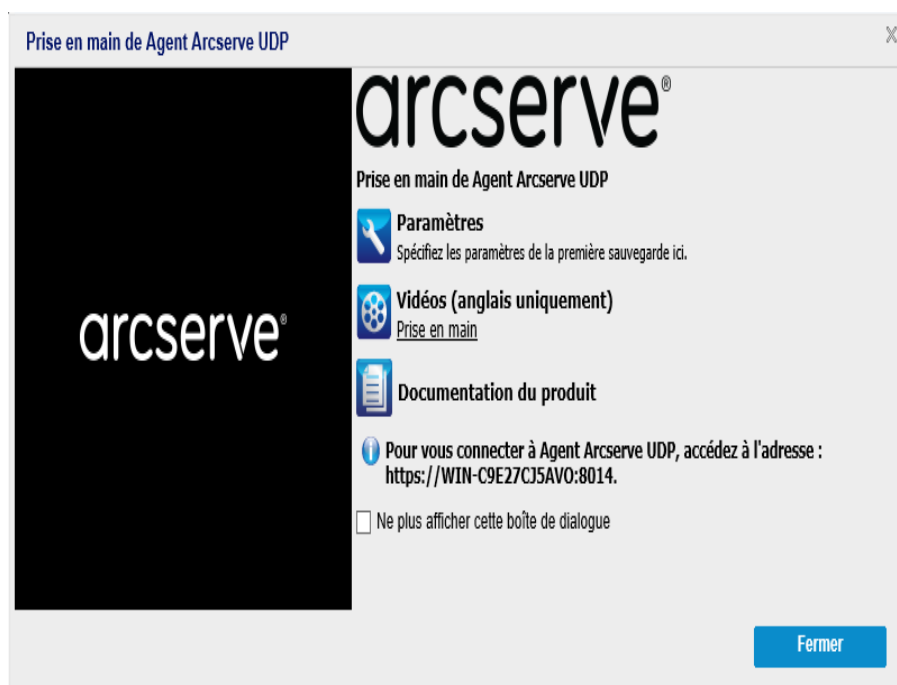 Prise en main de Agent Arcserve UDP
X
arcserve®
arcserve®
Prise en main de Agent Arcserve UDP
Paramètres
Spécifiez les paramètres de la première sauvegarde ici.
Vidéos (anglais uniquement)
Prise en main
Documentation du produit
Pour vous connecter à Agent Arcserve UDP, accédez à l'adresse :
https://WIN-C9E27CJ5AVO:8014.
Ne plus afficher cette boîte de dialogue
Fermer